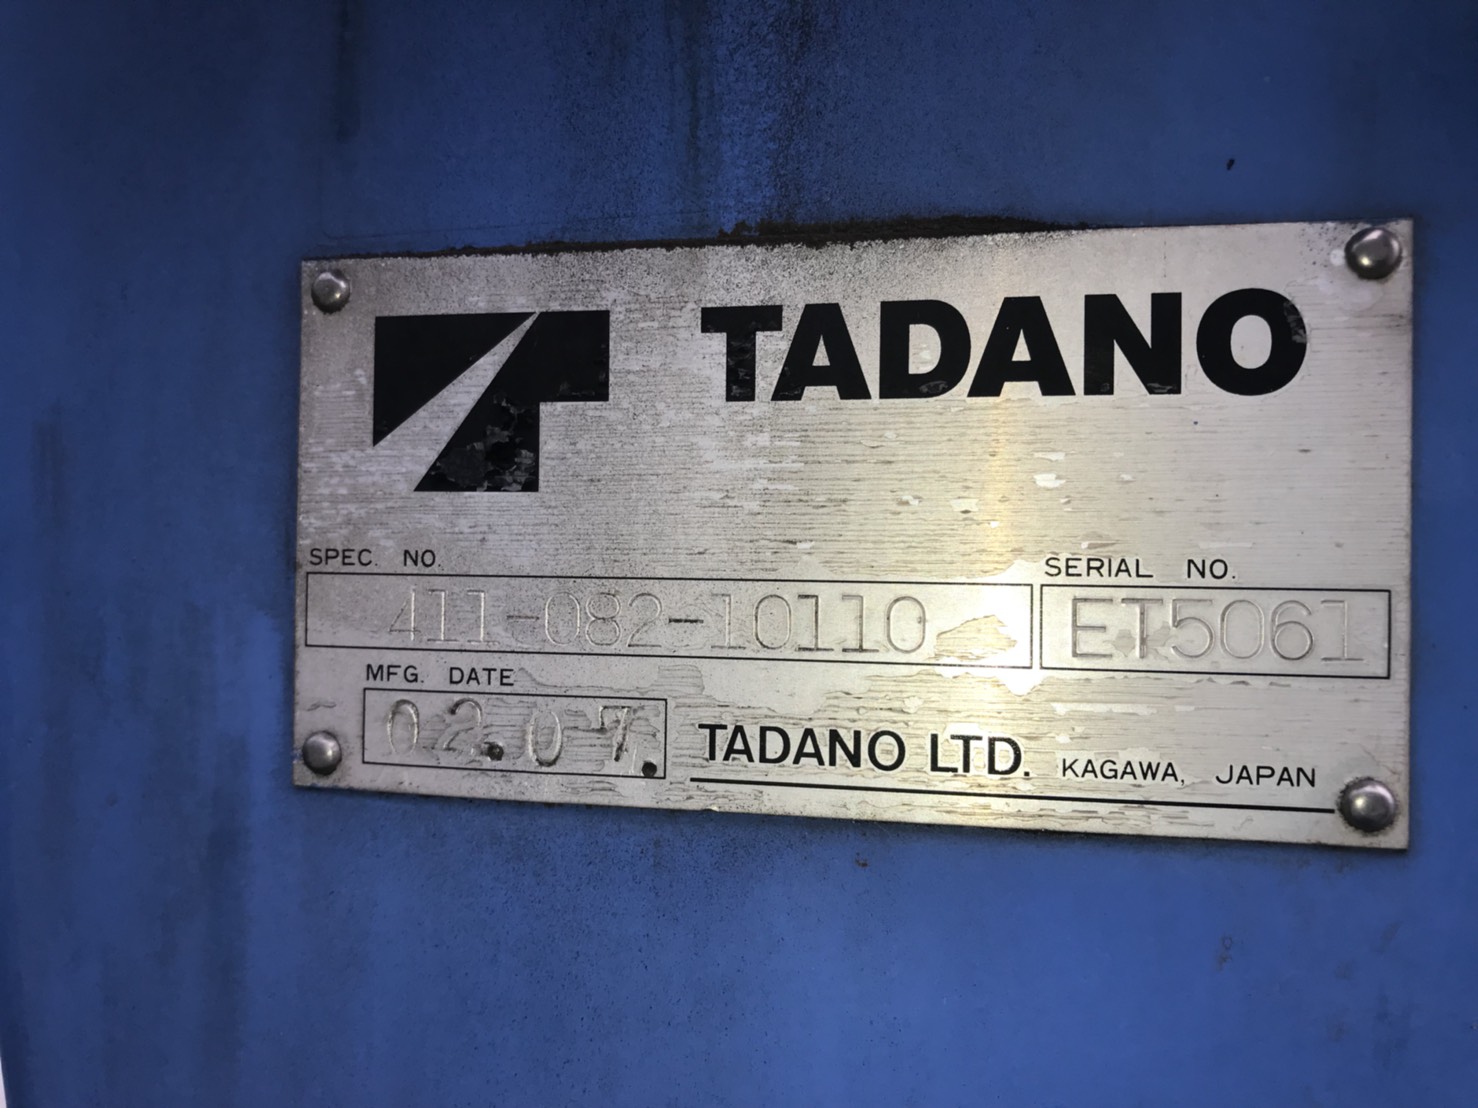 TADANO
SPEC. NO.
SERIAL NO.
411-082-10110
ET5061
MFG. DATE
02.07.
TADANO LTD. KAGAWA, JAPAN